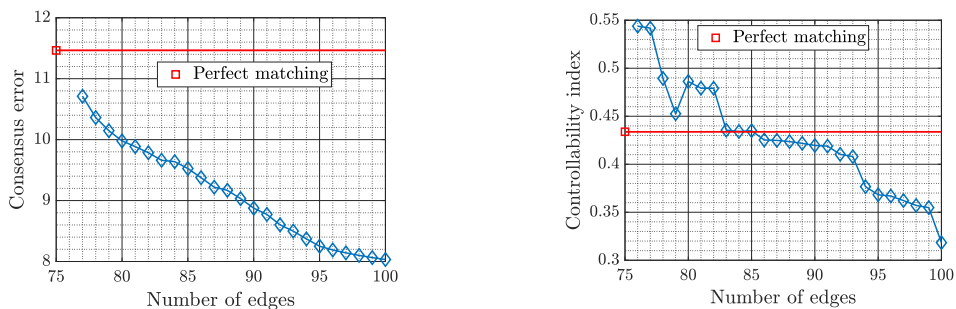 12
11
10
9
8
Consensus error
Perfect matching
75 80 85 90 95 100
Number of edges
0.55
0.5
0.45
0.4
0.35
0.3
Controllability index
Perfect matching
75 80 85 90 95 100
Number of edges